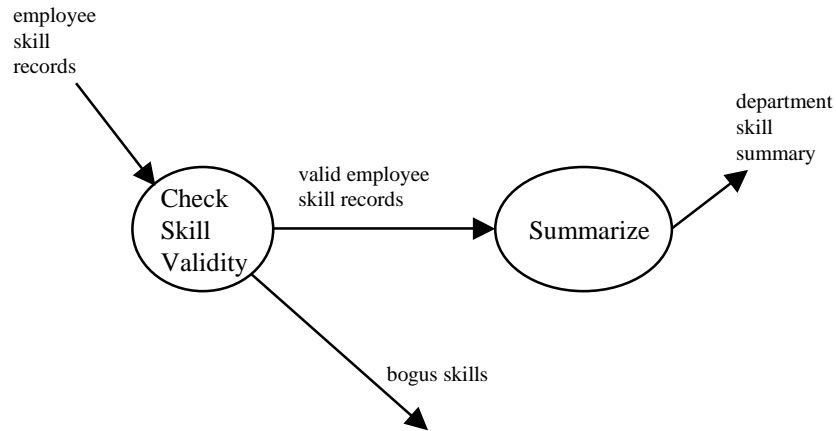 employee
skill
records
department
skill
summary
valid employee
skill records
Check
Skill
Validity
Summarize
bogus skills